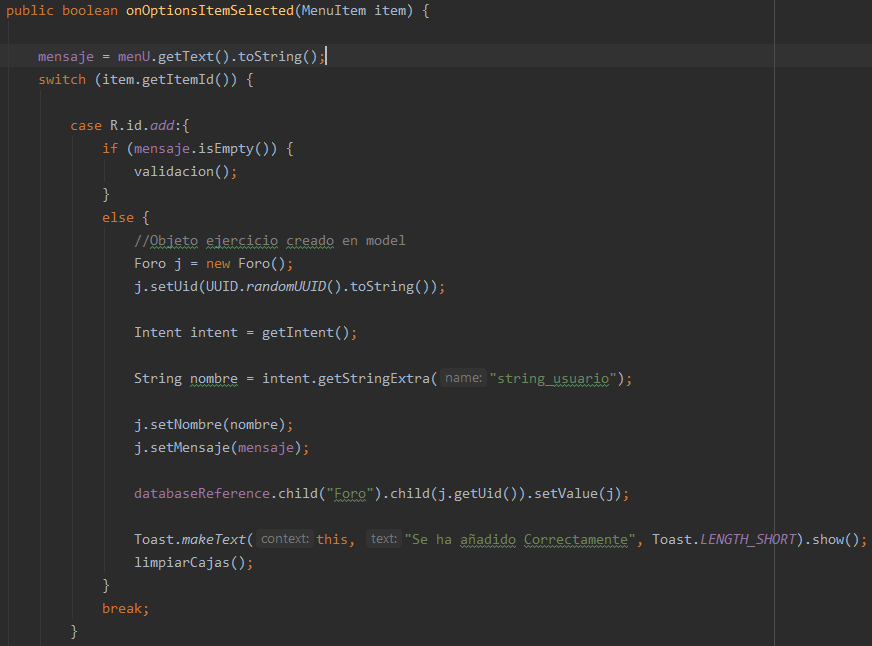 public boolean onOptionsItemSelected(MenuItem item) {
mensaje = menU.getText().toString();
switch (item.getItemId()) {
case R.id.add:{
if (mensaje.isEmpty()) {
validacion();
}
else {
//Objeto ejercicio creado en model
Foro j = new Foro();
j.setUid(UUID.randomUUID().toString());
Intent intent = getIntent();
String nombre = intent.getStringExtra( name: "string_usuario");
j.setNombre(nombre);
j.setMensaje(mensaje);
databaseReference.child("Foro").child(j.getUid()).setValue(j);
Toast.makeText( context: this, text: "Se ha añadido Correctamente", Toast.LENGTH_SHORT).show();
limpiarCajas();
}
break;
}